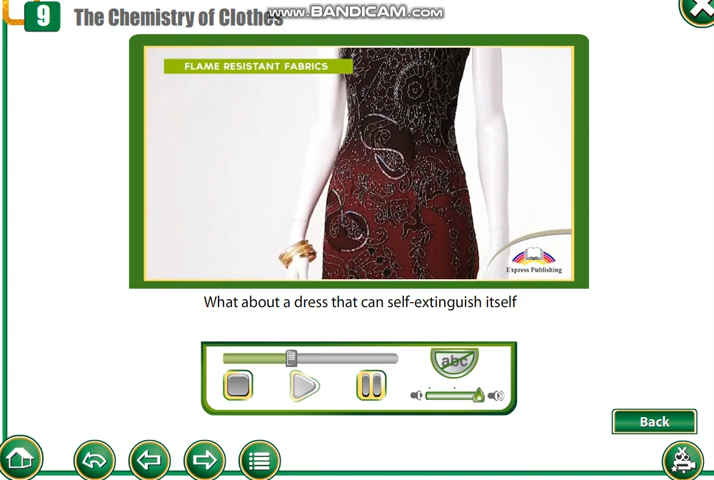 www.BANDICAM.com
9 The Chemistry of Clothes
FLAME RESISTANT FABRICS
Express Publishing
What about a dress that can self-extinguish itself
abc
Back